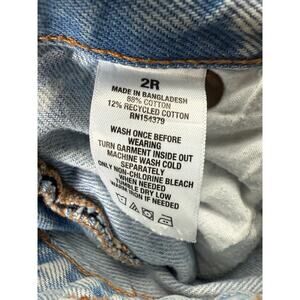 2R
MADE IN BANGLADESH
88% COTTON
12% RECYCLED COTTON
RN154379
WASH ONCE BEFORE
WEARING
TURN GARMENT INSIDE OUT
MACHINE WASH COLD
SEPARATELY
ONLY NON-CHLORINE BLEACH
WHEN NEEDED
TUMBLE DRY LOW
WARM IRON IF NEEDED